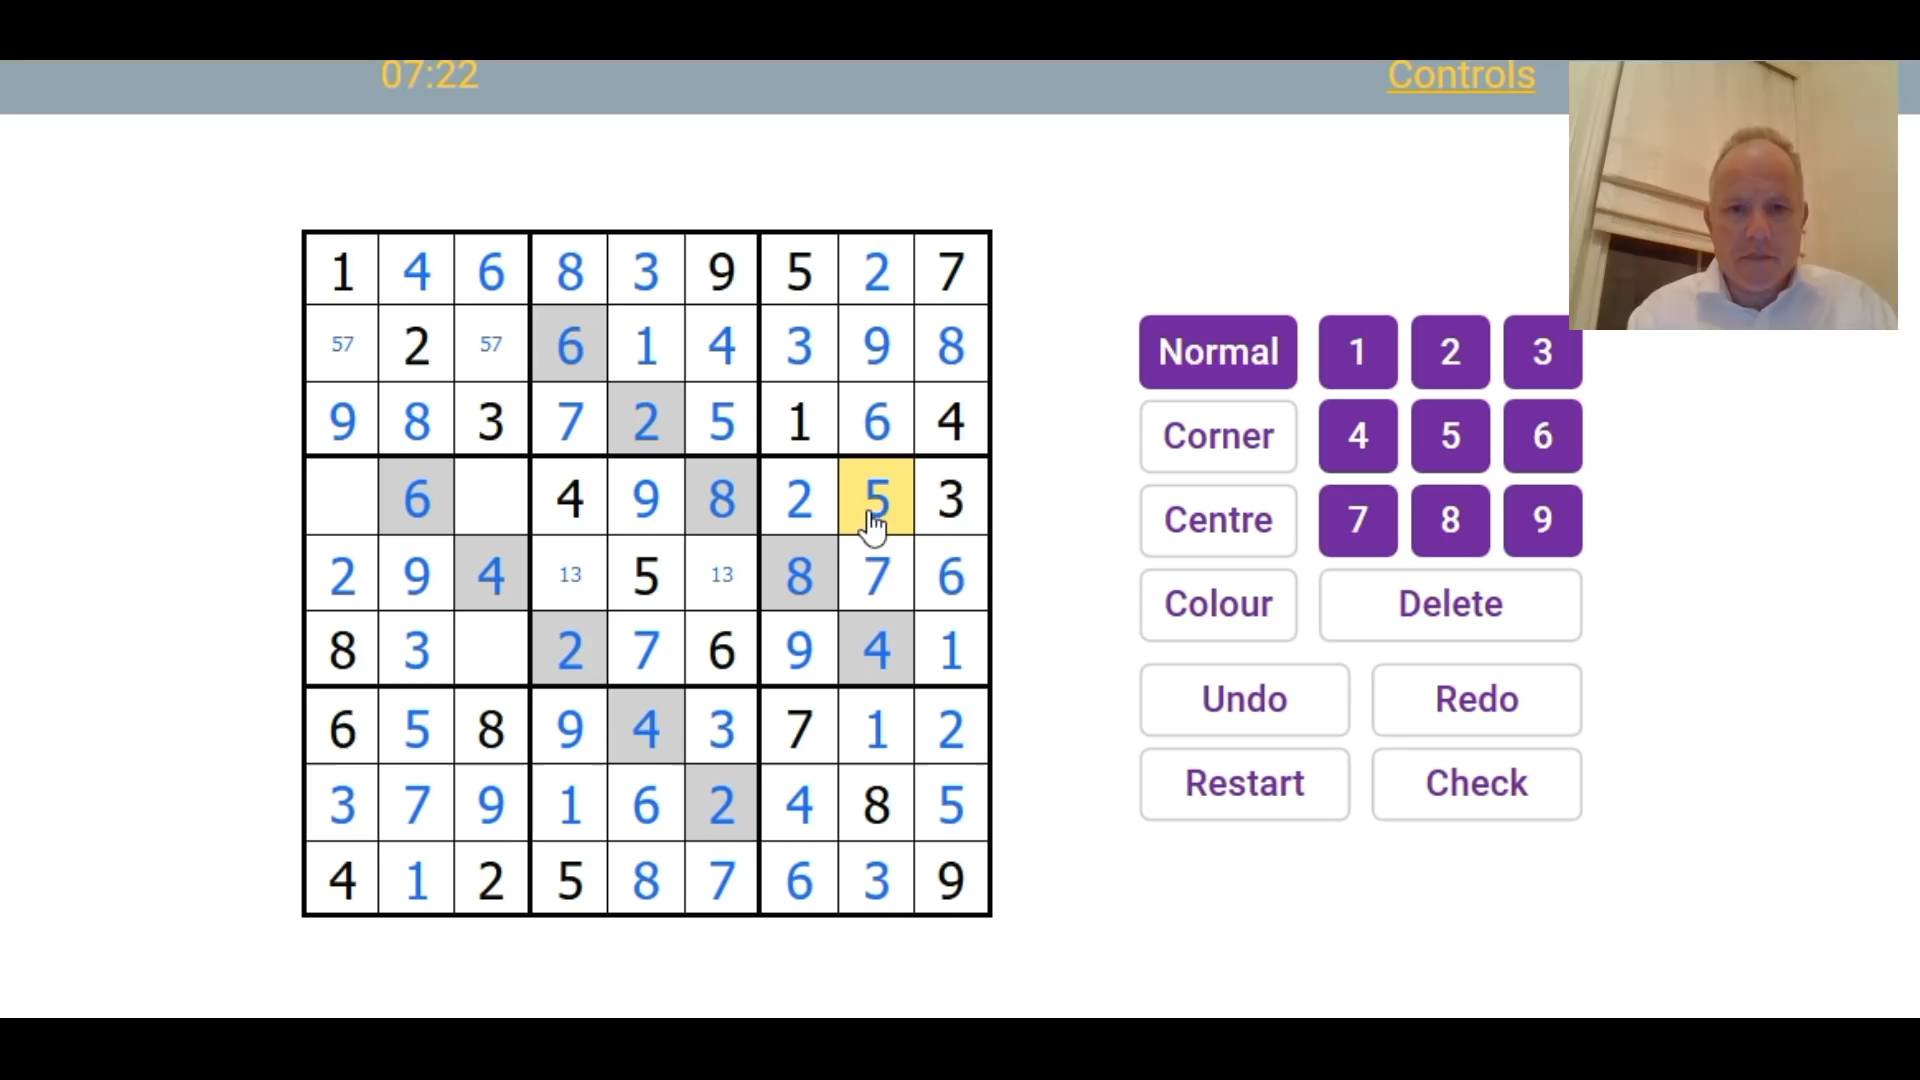 07:22 Controls
1 4 6 8 3 9 5 2 7
57 2 57 6 1 4 3 9 8
9 8 3 7 2 5 1 6 4
6 4 9 8 2 5 3
2 9 4 13 5 13 8 7 6
8 3 2 7 6 9 4 1
6 5 8 9 4 3 7 1 2
3 7 9 1 6 2 4 8 5
4 1 2 5 8 7 6 3 9
Normal 1 2 3
Corner 4 5 6
Centre 7 8 9
Colour Delete
Undo Redo
Restart Check